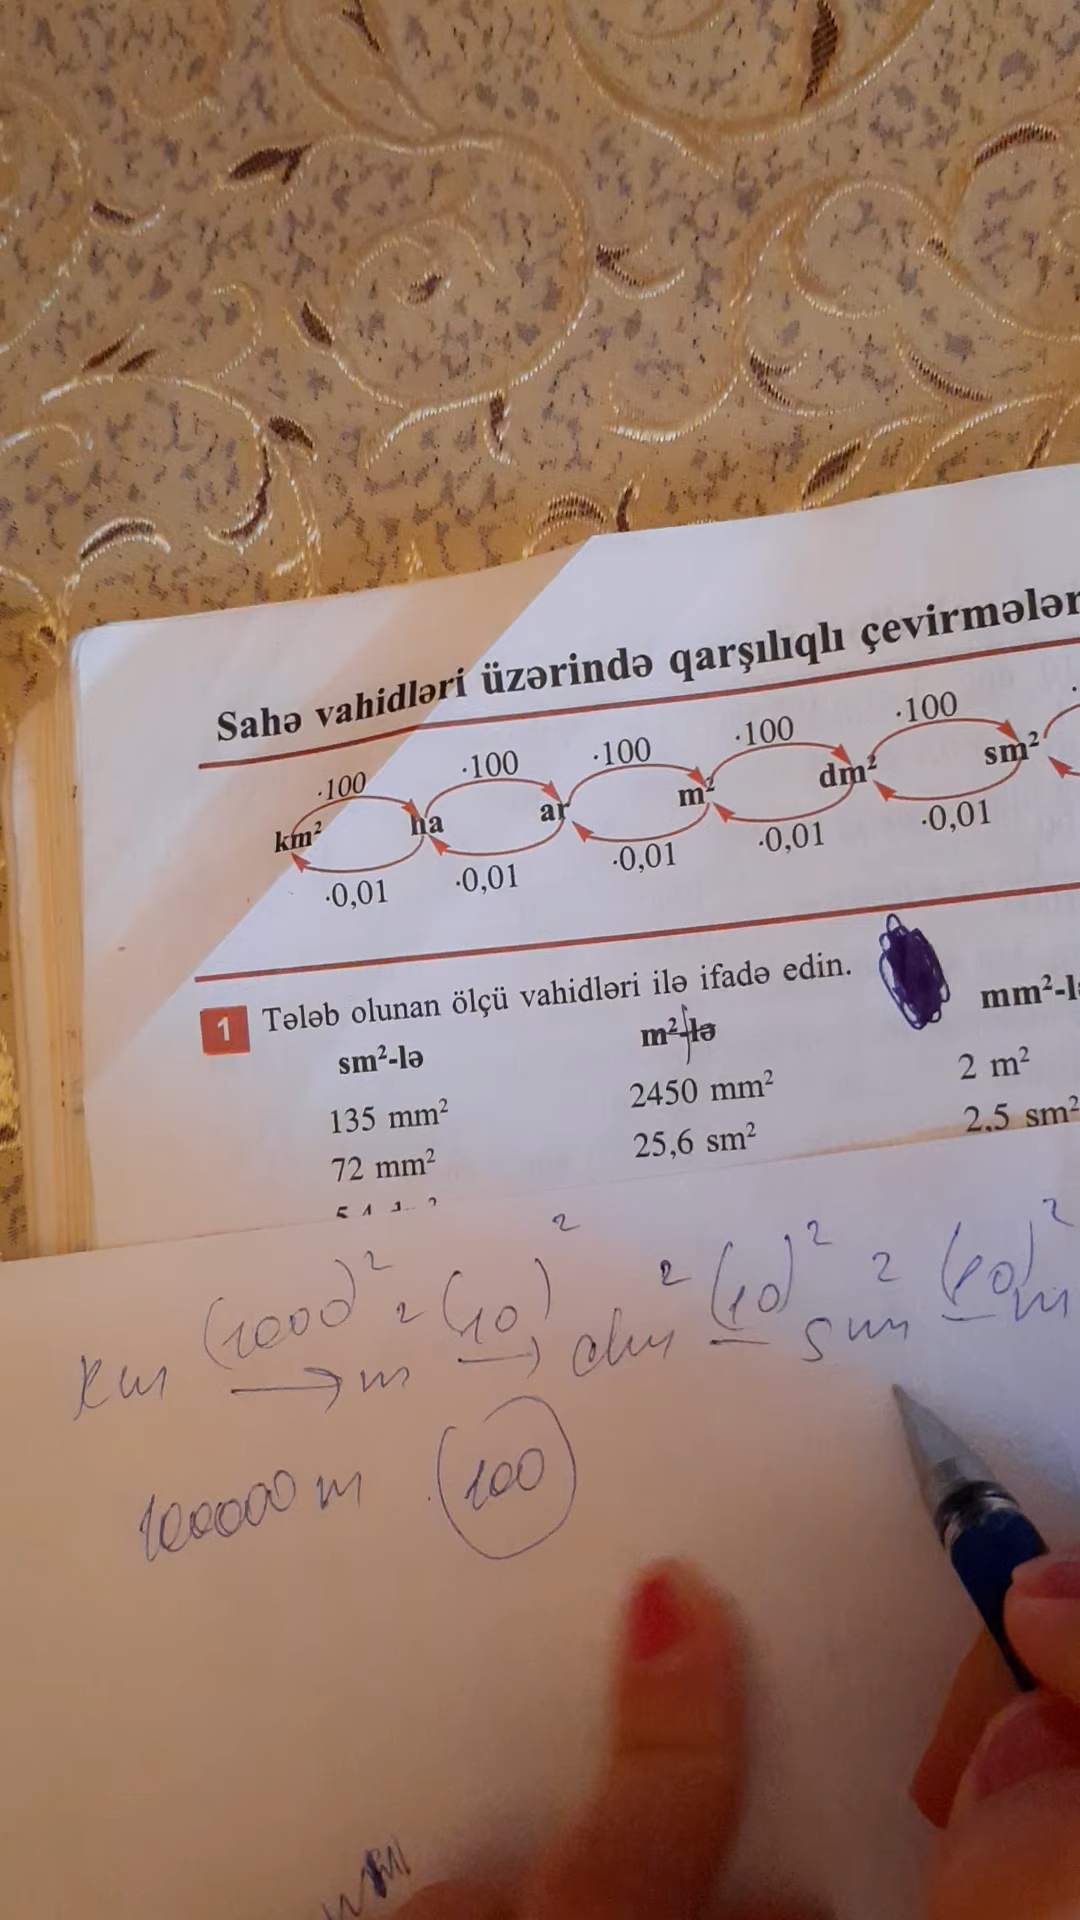 Sahə vahidləri üzərində qarşılıqlı çevirmələr
·100 ·100 ·100 ·100 ·100
km² ha ar m² dm² sm²
·0,01 ·0,01 ·0,01 ·0,01 ·0,01
1 Tələb olunan ölçü vahidləri ilə ifadə edin.
sm²-lə m²-lə mm²-l
135 mm² 2450 mm² 2 m²
72 mm² 25,6 sm² 2,5 sm²
km (1000)² m² (10)² dm² (10)² sm² (10)² m
100000 m (100)